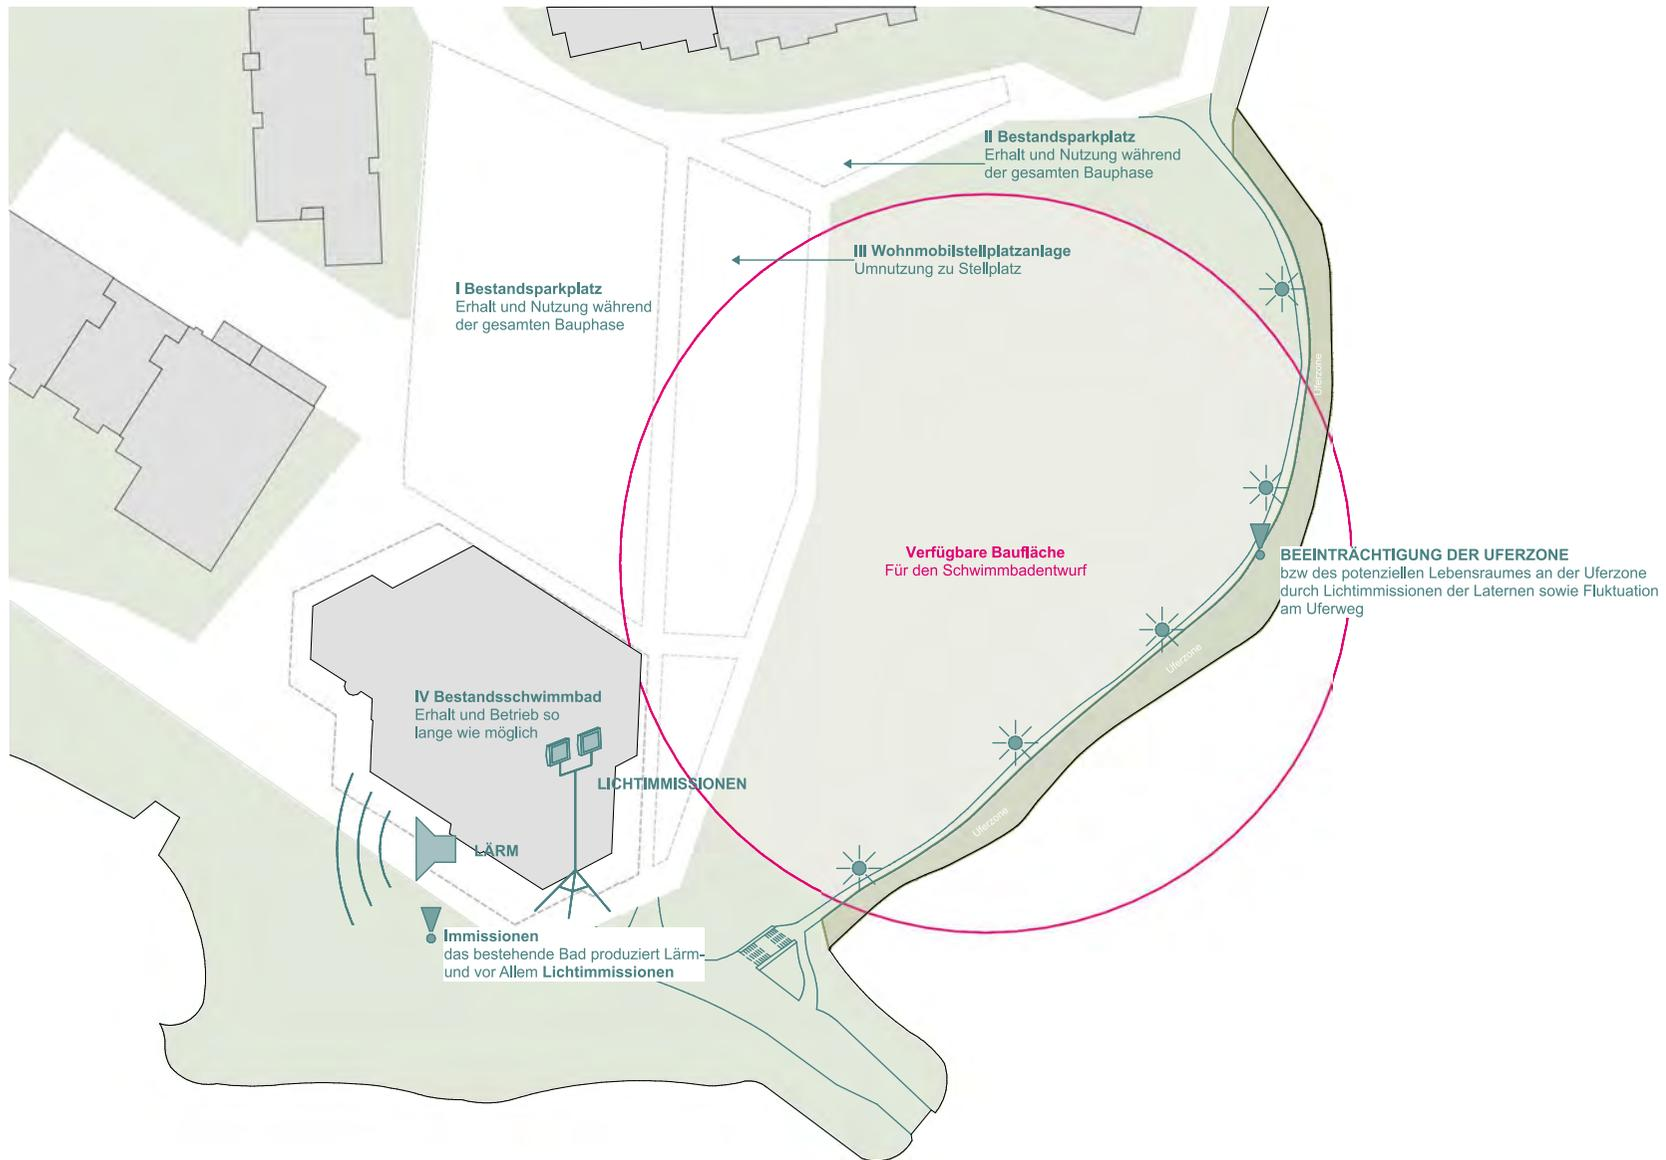 II Bestandsparkplatz
Erhalt und Nutzung während
der gesamten Bauphase
III Wohnmobilstellplatzanlage
Umnutzung zu Stellplatz
I Bestandsparkplatz
Erhalt und Nutzung während
der gesamten Bauphase
Uferzone
Verfügbare Baufläche
Für den Schwimmbadentwurf
BEEINTRÄCHTIGUNG DER UFERZONE
bzw des potenziellen Lebensraumes an der Uferzone
durch Lichtimmissionen der Laternen sowie Fluktuation
am Uferweg
Uferzone
IV Bestandsschwimmbad
Erhalt und Betrieb so
lange wie möglich
LICHTIMMISSIONEN
Uferzone
LÄRM
Immissionen
das bestehende Bad produziert Lärm-
und vor Allem Lichtimmissionen